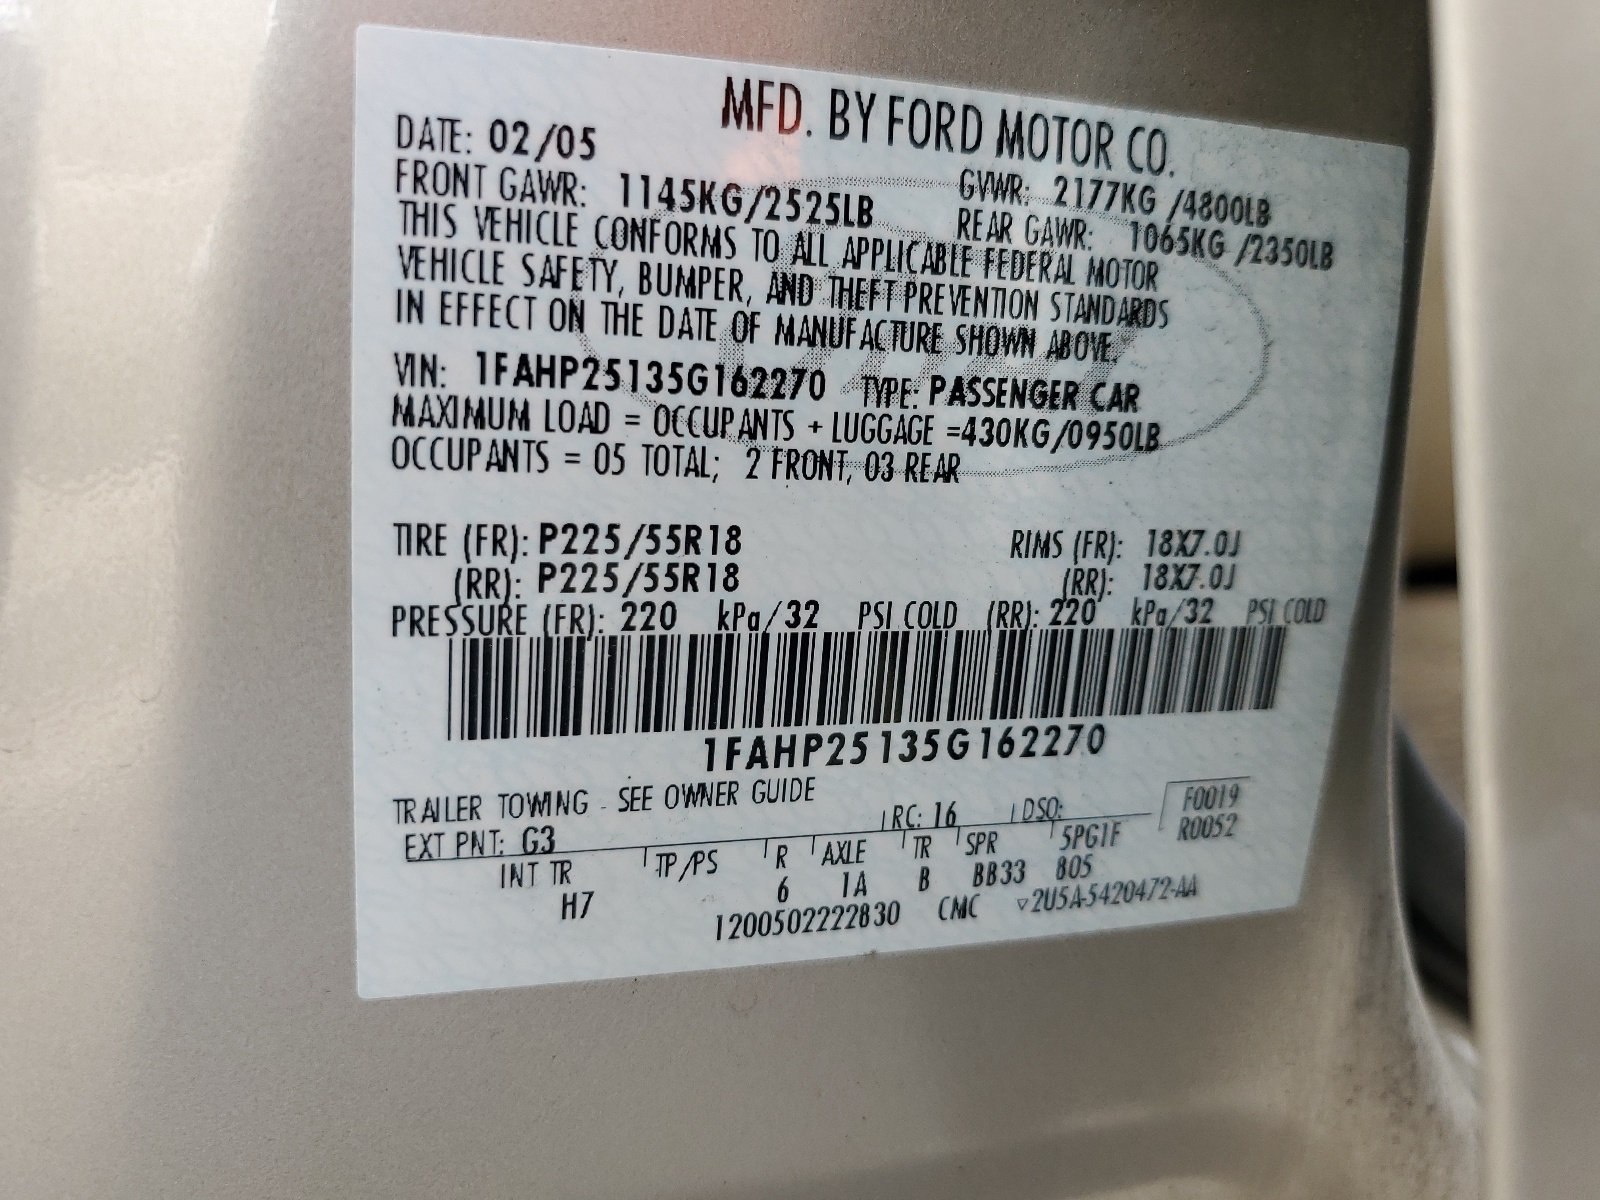 MFD. BY FORD MOTOR CO.
DATE: 02/05
GVWR: 2177KG /4800LB
FRONT GAWR: 1145KG/2525LB
REAR GAWR: 1065KG /2350LB
THIS VEHICLE CONFORMS TO ALL APPLICABLE FEDERAL MOTOR
VEHICLE SAFETY, BUMPER, AND THEFT PREVENTION STANDARDS
IN EFFECT ON THE DATE OF MANUFACTURE SHOWN ABOVE.
VIN: 1FAHP25135G162270 TYPE: PASSENGER CAR
MAXIMUM LOAD = OCCUPANTS + LUGGAGE =430KG/0950LB
OCCUPANTS = 05 TOTAL; 2 FRONT, 03 REAR
TIRE (FR): P225/55R18 RIMS (FR): 18X7.0J
(RR): P225/55R18 (RR): 18X7.0J
PRESSURE (FR): 220 kPa/32 PSI COLD (RR): 220 kPa/32 PSI COLD
1FAHP25135G162270
TRAILER TOWING - SEE OWNER GUIDE
EXT PNT: G3 RC: 16 DSO: F0019
R0052
INT TR TP/PS R AXLE TR SPR 5PG1F
H7 6 1A B BB33 805
1200502222830 CMC ▽2U5A-5420472-AA